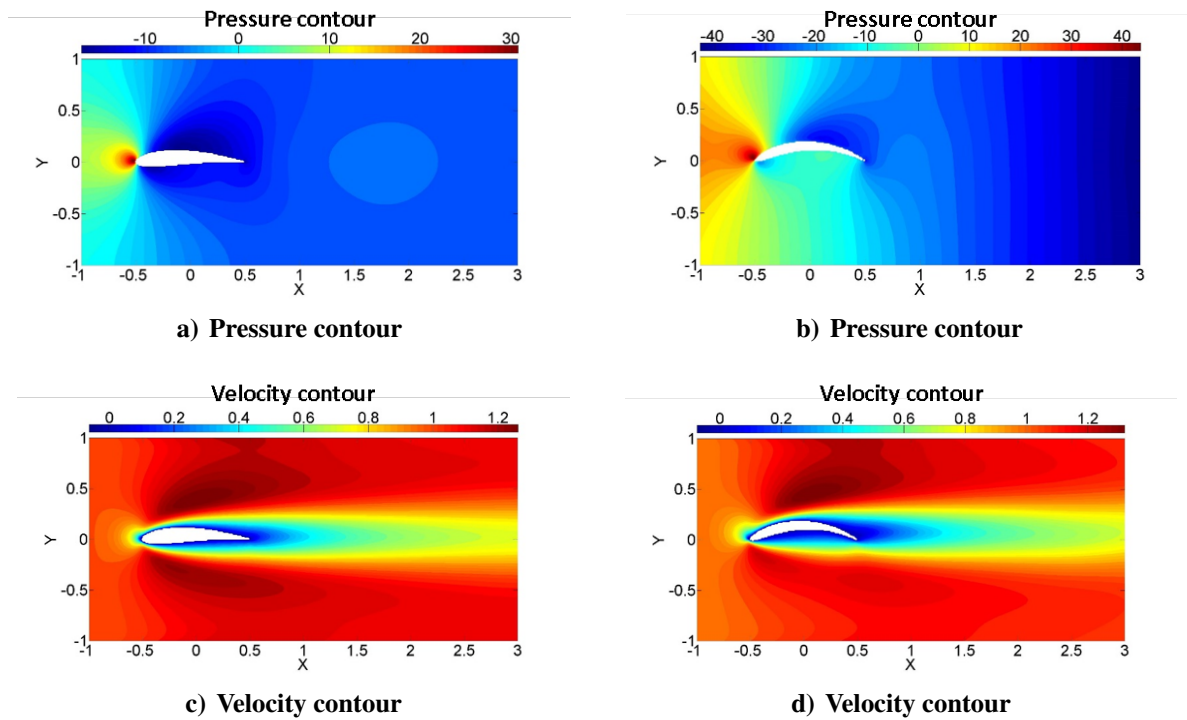 Pressure contour
-10 0 10 20 30
1
0.5
Y 0
-0.5
-1
-1 -0.5 0 0.5 1 1.5 2 2.5 3
X
a) Pressure contour
Pressure contour
-40 -30 -20 -10 0 10 20 30 40
1
0.5
Y 0
-0.5
-1
-1 -0.5 0 0.5 1 1.5 2 2.5 3
X
b) Pressure contour
Velocity contour
0 0.2 0.4 0.6 0.8 1 1.2
1
0.5
Y 0
-0.5
-1
-1 -0.5 0 0.5 1 1.5 2 2.5 3
X
c) Velocity contour
Velocity contour
0 0.2 0.4 0.6 0.8 1 1.2
1
0.5
Y 0
-0.5
-1
-1 -0.5 0 0.5 1 1.5 2 2.5 3
X
d) Velocity contour